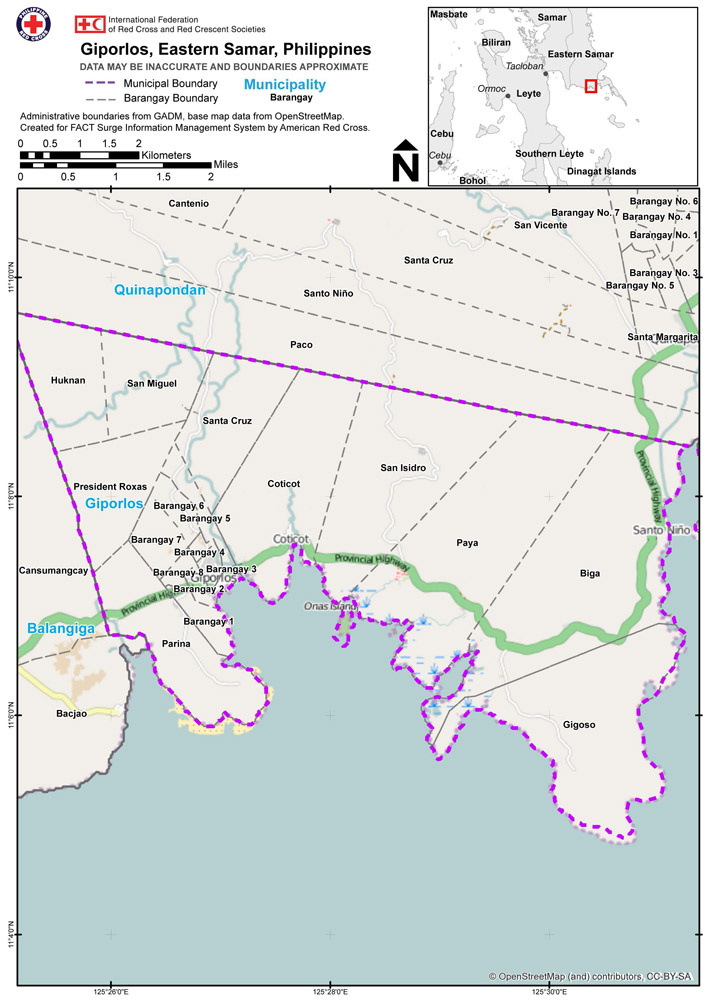 PHILIPPINE
RED CROSS
International Federation
of Red Cross and Red Crescent Societies
Giporlos, Eastern Samar, Philippines
DATA MAY BE INACCURATE AND BOUNDARIES APPROXIMATE
Municipal Boundary
Municipality
Barangay Boundary
Barangay
Administrative boundaries from GADM, base map data from OpenStreetMap.
Created for FACT Surge Information Management System by American Red Cross.
0 0.5 1 1.5 2
Kilometers
Miles
0 0.5 1 1.5 2
N
Masbate
Samar
Biliran
Eastern Samar
Tacloban
Ormoc
Leyte
Cebu
Cebu
Southern Leyte
Dinagat Islands
Bohol
Cantenio
Barangay No. 6
Barangay No. 7
Barangay No. 4
San Vicente
Barangay No. 1
Santa Cruz
Barangay No. 3
Barangay No. 5
Quinapondan
Santo Niño
Santa Margarita
Paco
Huknan
San Miguel
Santa Cruz
San Isidro
President Roxas
Coticot
Giporlos
Barangay 6
Barangay 5
Provincial Highway
Santo Niño
Barangay 7
Coticot
Paya
Barangay 4
Provincial Highway
Cansumangcay
Barangay 8
Barangay 3
Giporlos
Biga
Barangay 2
Provincial Highway
Onas Island
Balangiga
Barangay 1
Parina
Bacjao
Gigoso
11°10'0"N
11°8'0"N
11°6'0"N
11°4'0"N
© OpenStreetMap (and) contributors, CC-BY-SA
125°26'0"E
125°28'0"E
125°30'0"E